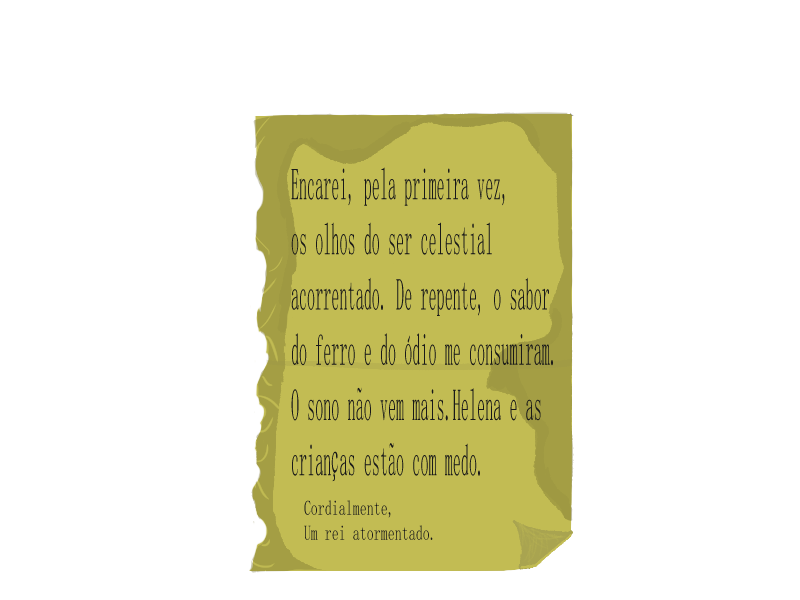 Encarei, pela primeira vez,
os olhos do ser celestial
acorrentado. De repente, o sabor
do ferro e do ódio me consumiram.
O sono não vem mais.Helena e as
crianças estão com medo.
Cordialmente,
Um rei atormentado.